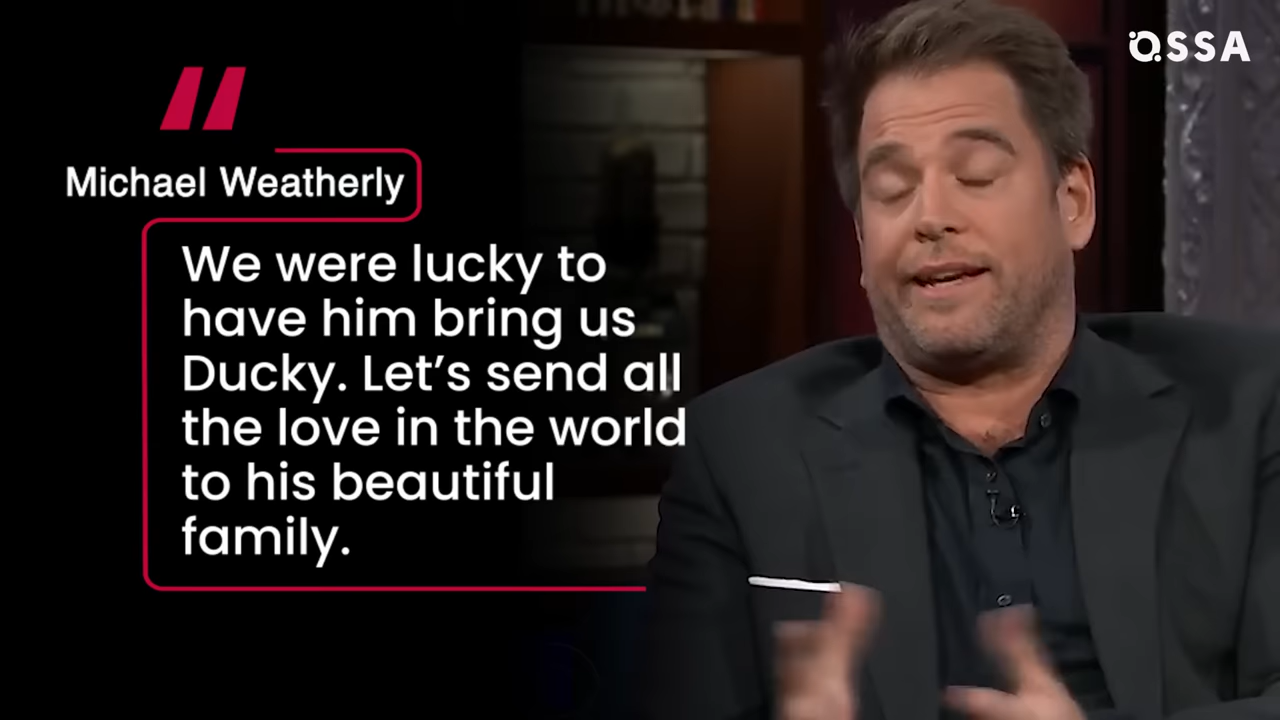 OSSA
Michael Weatherly
We were lucky to
have him bring us
Ducky. Let’s send all
the love in the world
to his beautiful
family.